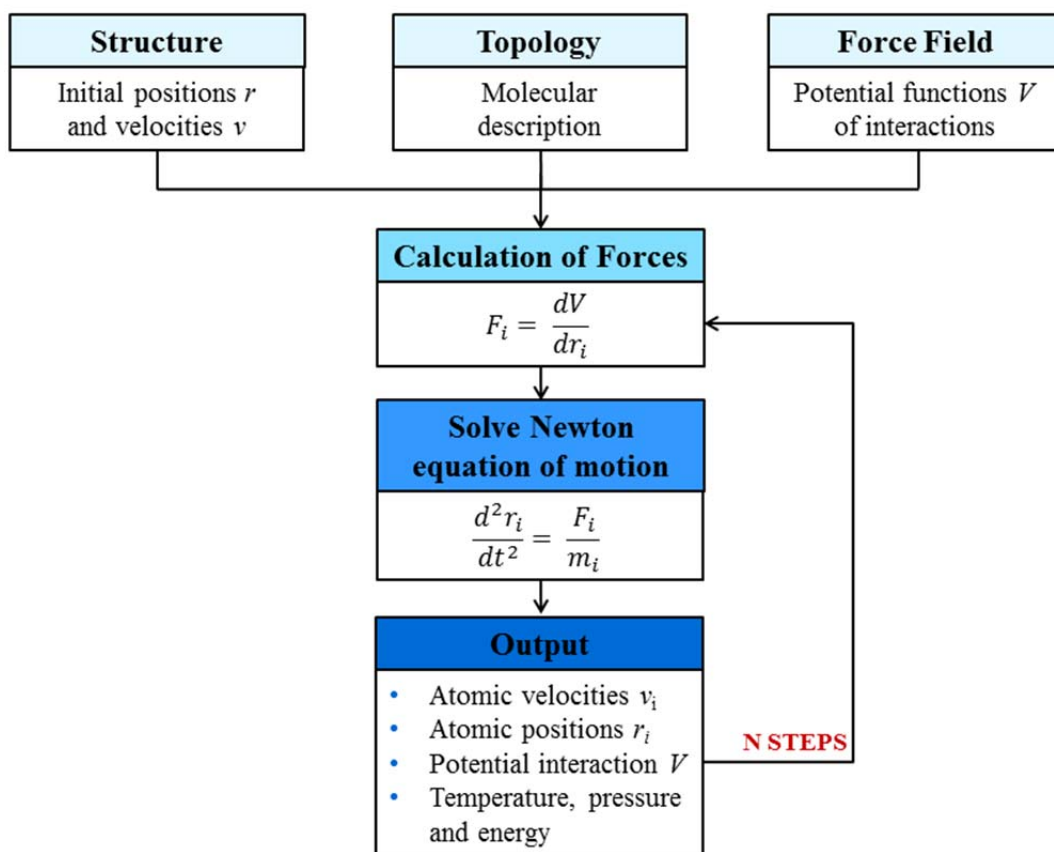 Structure
Initial positions r
and velocities v
Topology
Molecular
description
Force Field
Potential functions V
of interactions
Calculation of Forces
F_i = dV/dr_i
Solve Newton
equation of motion
d²r_i/dt² = F_i/m_i
Output
• Atomic velocities v_i
• Atomic positions r_i
• Potential interaction V
• Temperature, pressure
and energy
N STEPS